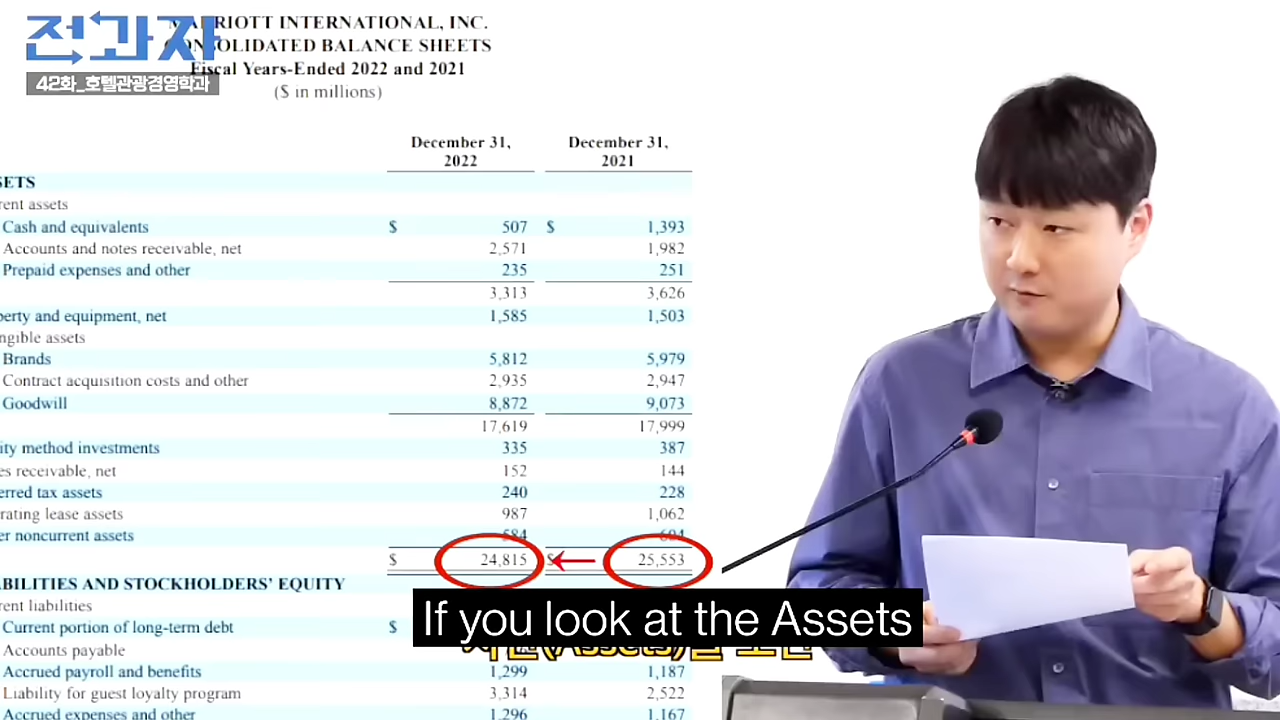 전과자
42화_호텔관광경영학과
RIOTT INTERNATIONAL, INC.
CONSOLIDATED BALANCE SHEETS
Fiscal Years-Ended 2022 and 2021
($ in millions)
December 31, 2022
December 31, 2021
SETS
rent assets
Cash and equivalents $ 507 $ 1,393
Accounts and notes receivable, net 2,571 1,982
Prepaid expenses and other 235 251
3,313 3,626
perty and equipment, net 1,585 1,503
ngible assets
Brands 5,812 5,979
Contract acquisition costs and other 2,935 2,947
Goodwill 8,872 9,073
17,619 17,999
ity method investments 335 387
es receivable, net 152 144
erred tax assets 240 228
rating lease assets 987 1,062
er noncurrent assets 584 604
$ 24,815 $ 25,553
ABILITIES AND STOCKHOLDERS' EQUITY
rent liabilities
Current portion of long-term debt $
Accounts payable
Accrued payroll and benefits 1,299 1,187
Liability for guest loyalty program 3,314 2,522
Accrued expenses and other 1,296 1,167
If you look at the Assets